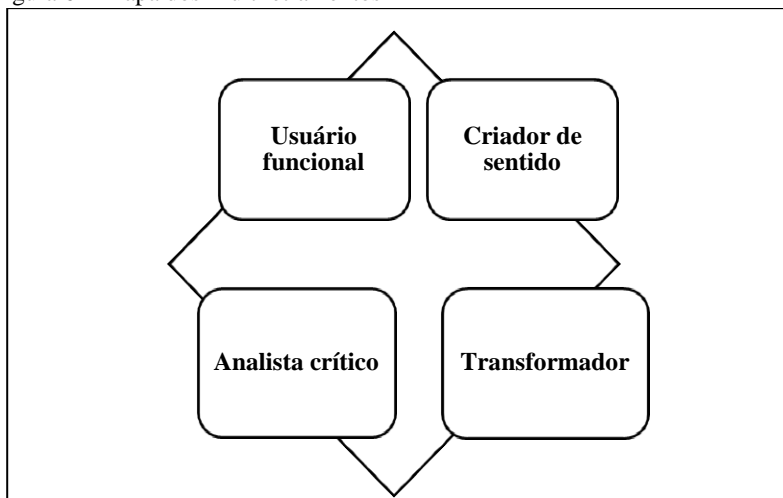 Usuário
funcional
Criador de
sentido
Analista crítico
Transformador